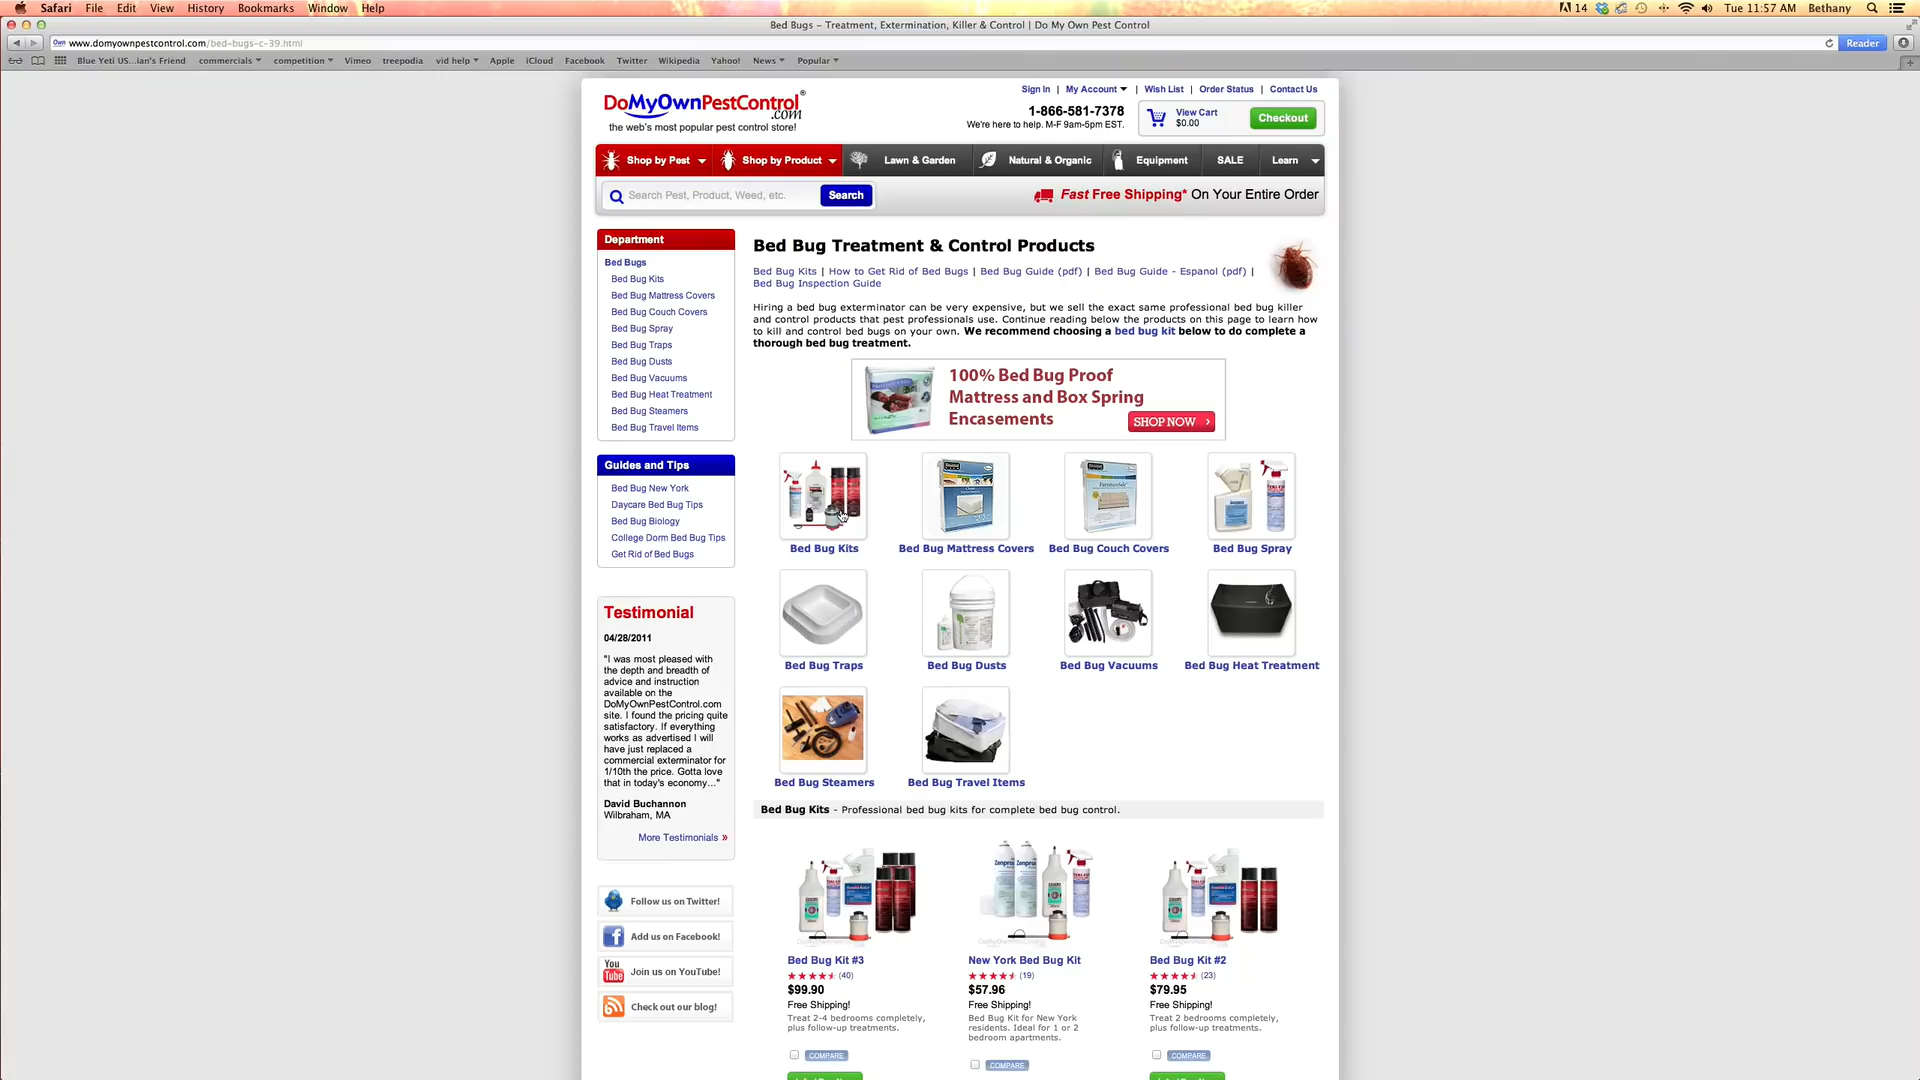 Safari File Edit View History Bookmarks Window Help
14 Tue 11:57 AM Bethany
Bed Bugs – Treatment, Extermination, Killer & Control | Do My Own Pest Control
www.domyownpestcontrol.com/bed-bugs-c-39.html
Reader
Blue Yeti US...ian's Friend commercials competition Vimeo treepodia vid help Apple iCloud Facebook Twitter Wikipedia Yahoo! News Popular
Sign In | My Account | Wish List | Order Status | Contact Us
DoMyOwnPestControl®
.com
the web's most popular pest control store!
1-866-581-7378
We're here to help. M-F 9am-5pm EST.
View Cart
$0.00
Checkout
Shop by Pest Shop by Product Lawn & Garden Natural & Organic Equipment SALE Learn
Search Pest, Product, Weed, etc. Search
Fast Free Shipping* On Your Entire Order
Department
Bed Bugs
Bed Bug Kits
Bed Bug Mattress Covers
Bed Bug Couch Covers
Bed Bug Spray
Bed Bug Traps
Bed Bug Dusts
Bed Bug Vacuums
Bed Bug Heat Treatment
Bed Bug Steamers
Bed Bug Travel Items
Guides and Tips
Bed Bug New York
Daycare Bed Bug Tips
Bed Bug Biology
College Dorm Bed Bug Tips
Get Rid of Bed Bugs
Testimonial
04/28/2011
"I was most pleased with
the depth and breadth of
advice and instruction
available on the
DoMyOwnPestControl.com
site. I found the pricing quite
satisfactory. If everything
works as advertised I will
have just replaced a
commercial exterminator for
1/10th the price. Gotta love
that in today's economy..."
David Buchannon
Wilbraham, MA
More Testimonials »
Follow us on Twitter!
Add us on Facebook!
You
Tube
Join us on YouTube!
Check out our blog!
Bed Bug Treatment & Control Products
Bed Bug Kits | How to Get Rid of Bed Bugs | Bed Bug Guide (pdf) | Bed Bug Guide - Espanol (pdf) |
Bed Bug Inspection Guide
Hiring a bed bug exterminator can be very expensive, but we sell the exact same professional bed bug killer
and control products that pest professionals use. Continue reading below the products on this page to learn how
to kill and control bed bugs on your own. We recommend choosing a bed bug kit below to do complete a
thorough bed bug treatment.
100% Bed Bug Proof
Mattress and Box Spring
Encasements
SHOP NOW ›
Bed Bug Kits Bed Bug Mattress Covers Bed Bug Couch Covers Bed Bug Spray
Bed Bug Traps Bed Bug Dusts Bed Bug Vacuums Bed Bug Heat Treatment
Bed Bug Steamers Bed Bug Travel Items
Bed Bug Kits - Professional bed bug kits for complete bed bug control.
Bed Bug Kit #3
(40)
$99.90
Free Shipping!
Treat 2-4 bedrooms completely,
plus follow-up treatments.
COMPARE
New York Bed Bug Kit
(19)
$57.96
Free Shipping!
Bed Bug Kit for New York
residents. Ideal for 1 or 2
bedroom apartments.
COMPARE
Bed Bug Kit #2
(23)
$79.95
Free Shipping!
Treat 2 bedrooms completely,
plus follow-up treatments.
COMPARE